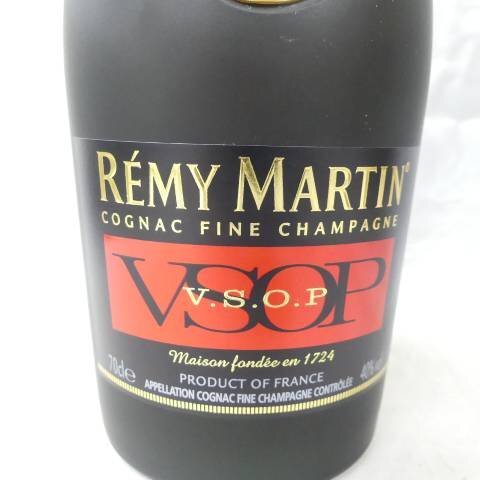 RÉMY MARTIN®
COGNAC FINE CHAMPAGNE
VSOP
V.S.O.P
Maison fondée en 1724
70cl℮ PRODUCT OF FRANCE 40%vol
APPELLATION COGNAC FINE CHAMPAGNE CONTRÔLÉE